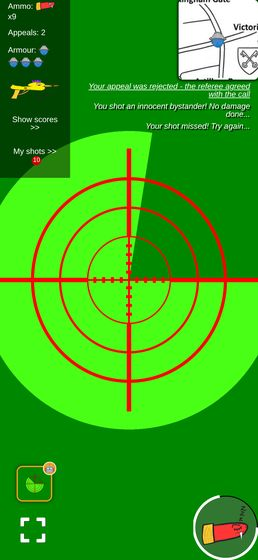 Ammo:
x9
Appeals: 2
Armour:
Show scores
>>
My shots >>
10
Victori
Your appeal was rejected - the referee agreed
with the call
You shot an innocent bystander! No damage
done...
Your shot missed! Try again...